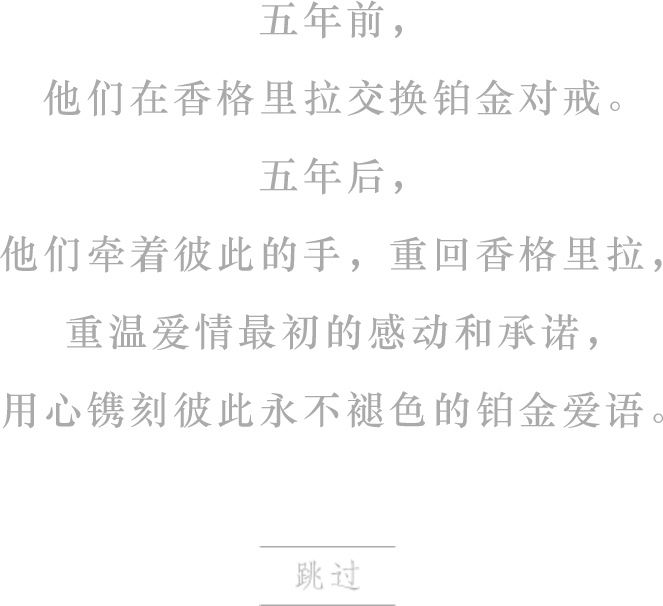 五年前，
他们在香格里拉交换铂金对戒。
五年后，
他们牵着彼此的手，重回香格里拉，
重温爱情最初的感动和承诺，
用心镌刻彼此永不褪色的铂金爱语。
跳过